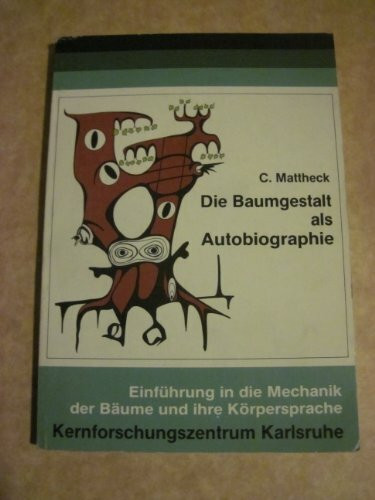 C. Mattheck
Die Baumgestalt
als
Autobiographie
Einführung in die Mechanik
der Bäume und ihre Körpersprache
Kernforschungszentrum Karlsruhe